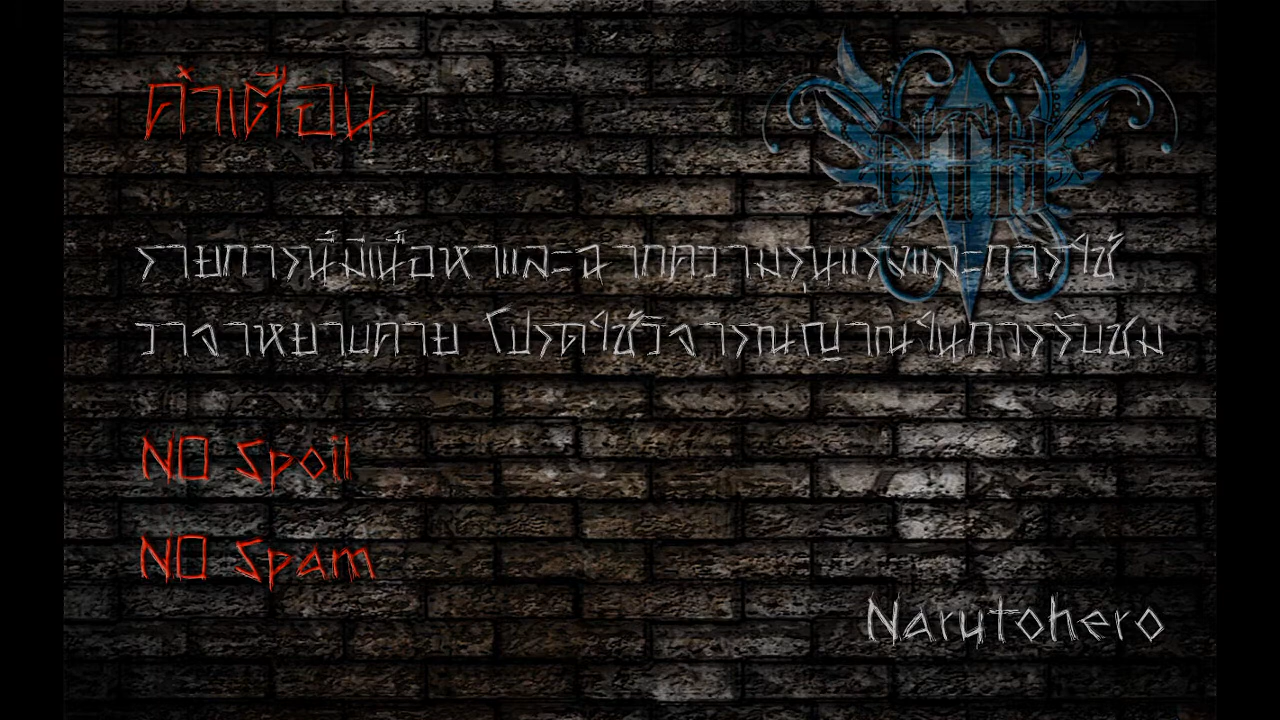 คำเตือน
รายการนี้มีเนื้อหาและฉากความรุนแรงและการใช้
วาจาหยาบคาย โปรดใช้วิจารณญาณในการรับชม
NO Spoil
NO Spam
Narutohero